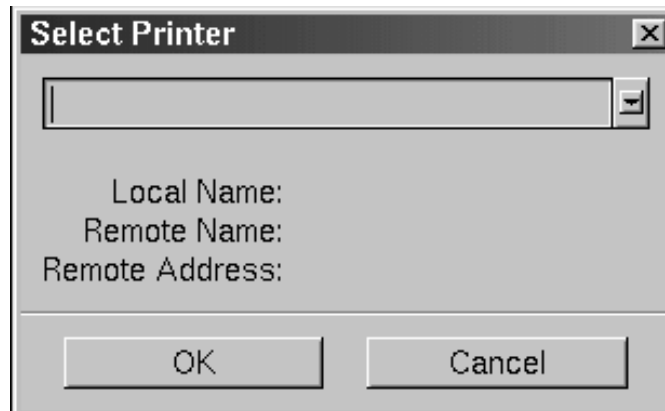 Select Printer
Local Name:
Remote Name:
Remote Address:
OK
Cancel